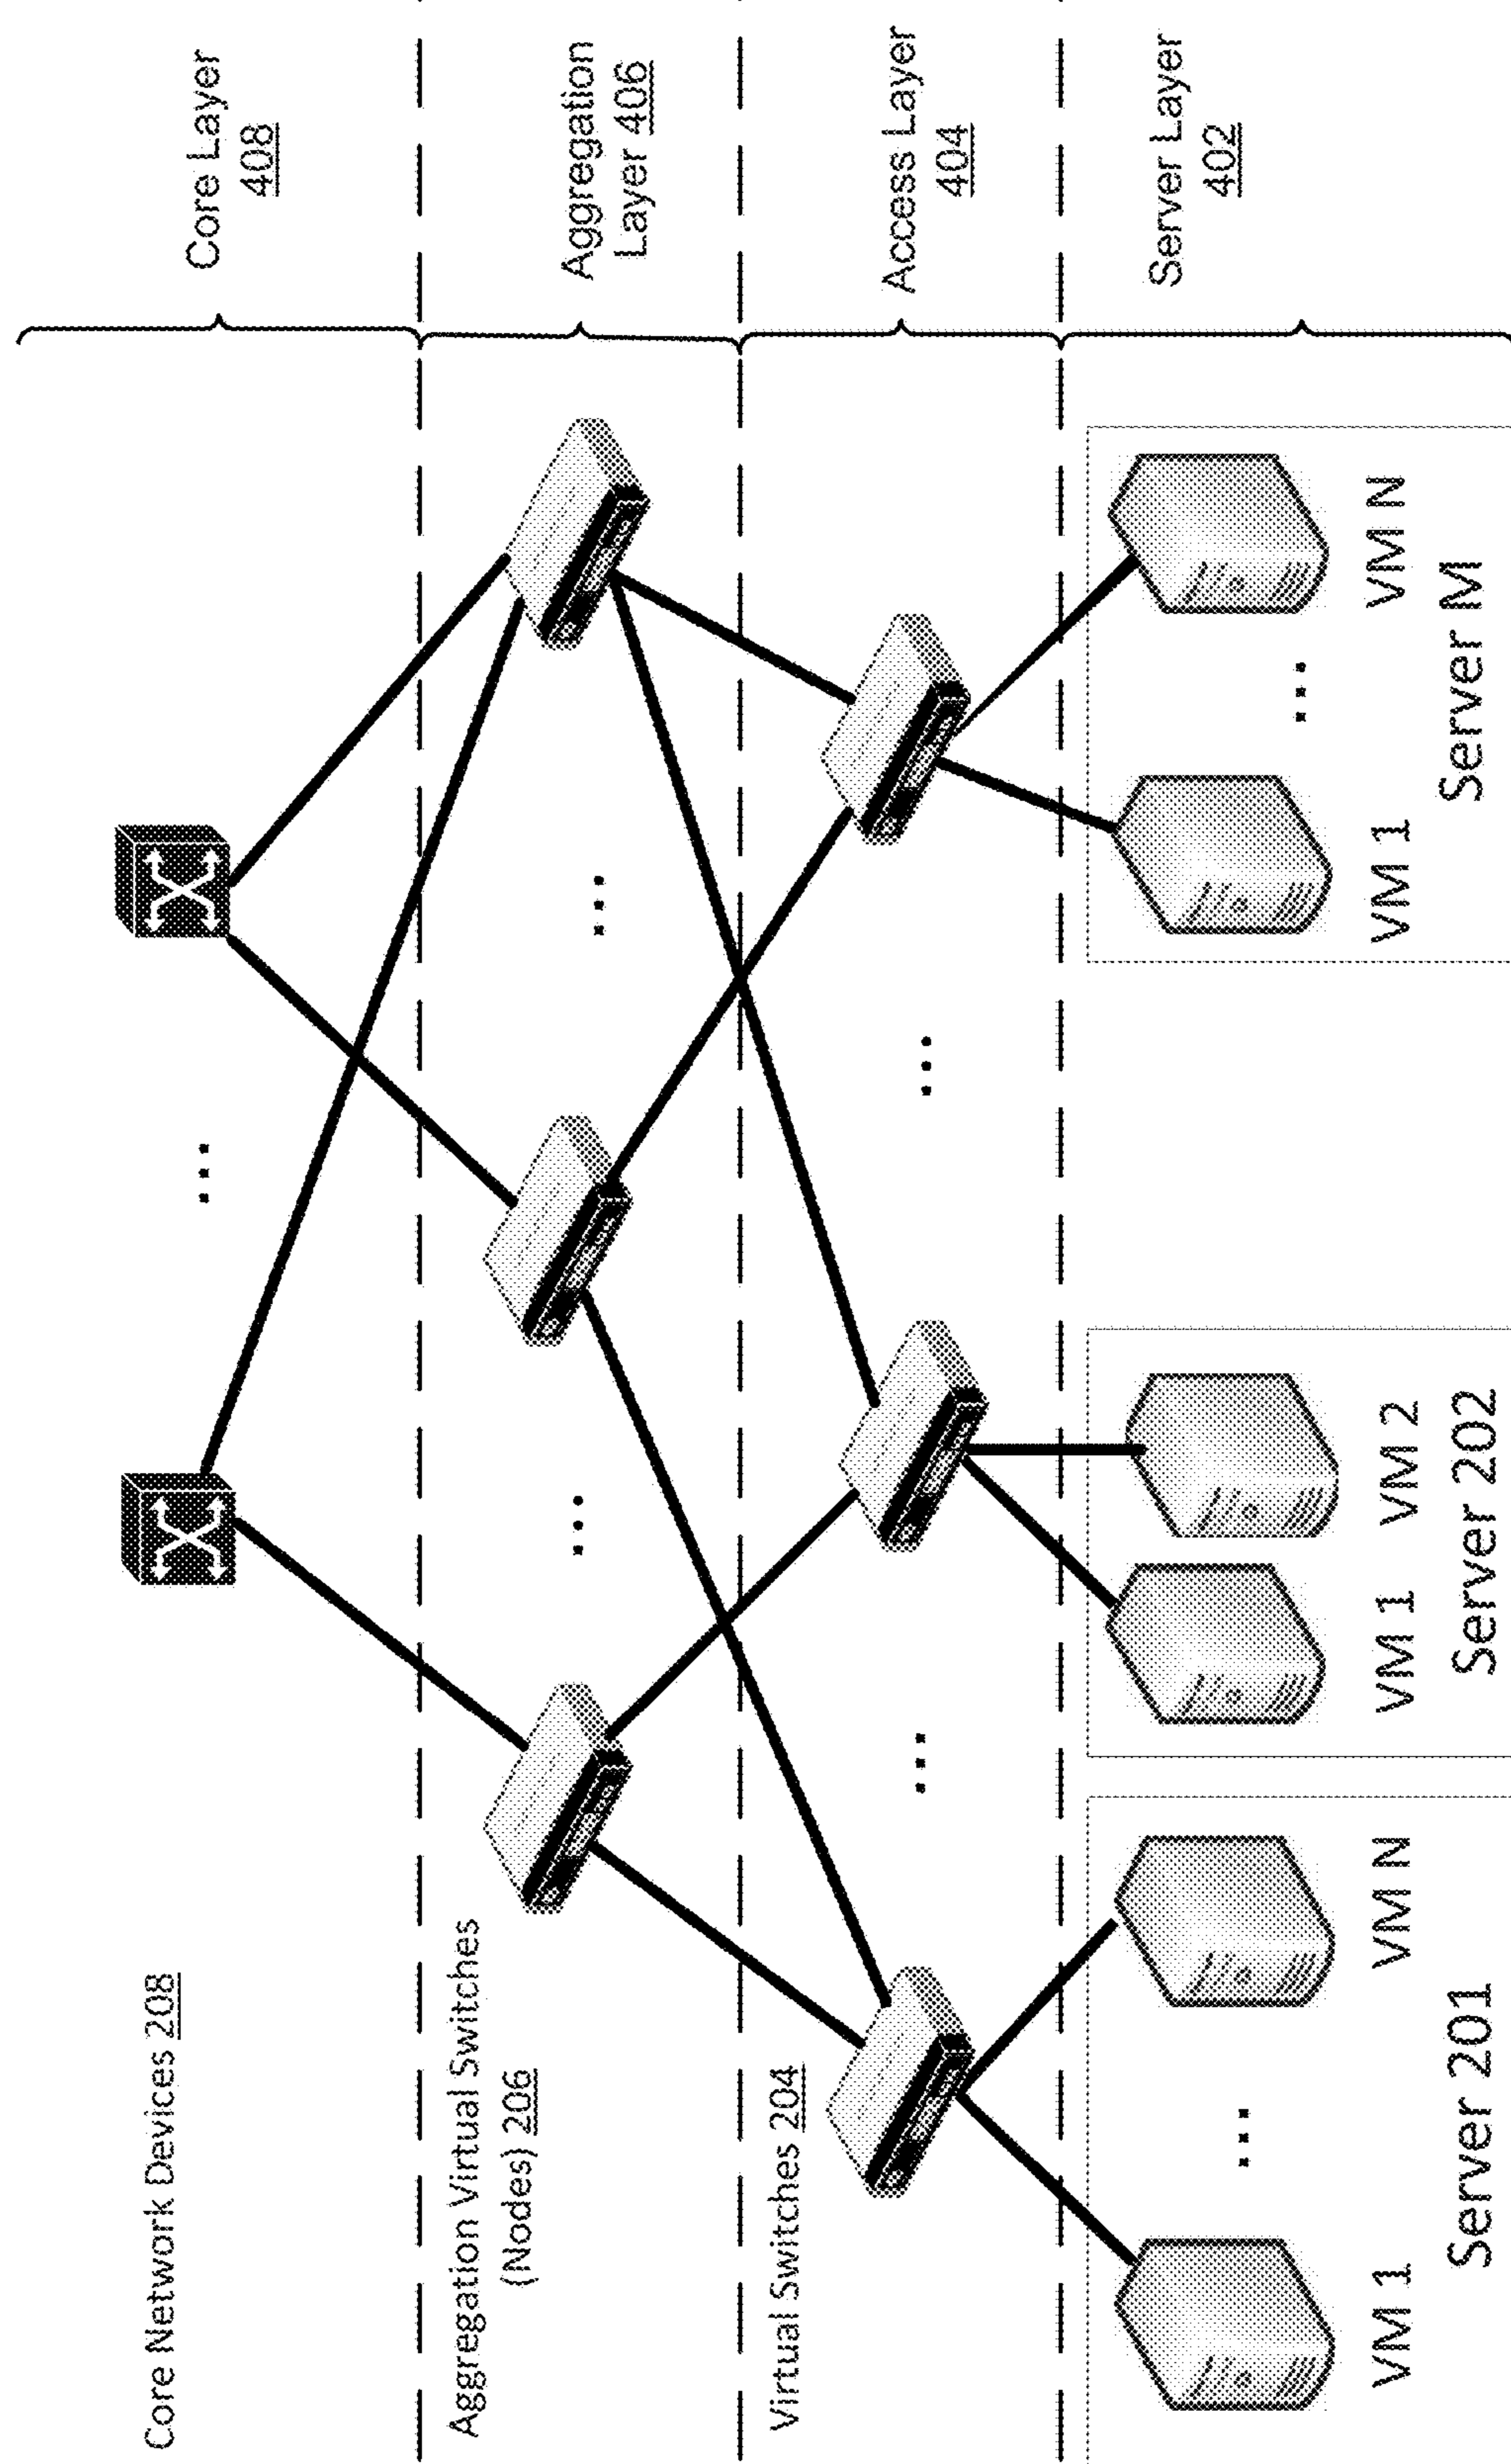 Core Network Devices 208
Core Layer
408
Aggregation Virtual Switches
(Nodes) 206
Aggregation
Layer 406
Virtual Switches 204
Access Layer
404
Server Layer
402
VM 1
...
VM N
Server 201
VM 1
VM 2
Server 202
VM 1
...
VM N
Server M